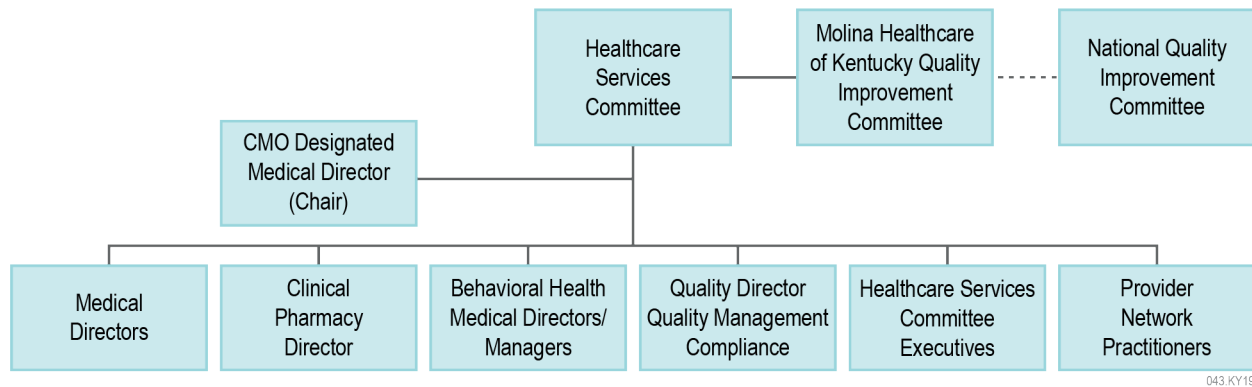 Healthcare
Services
Committee
Molina Healthcare
of Kentucky Quality
Improvement
Committee
National Quality
Improvement
Committee
CMO Designated
Medical Director
(Chair)
Medical
Directors
Clinical
Pharmacy
Director
Behavioral Health
Medical Directors/
Managers
Quality Director
Quality Management
Compliance
Healthcare Services
Committee
Executives
Provider
Network
Practitioners
043.KY19